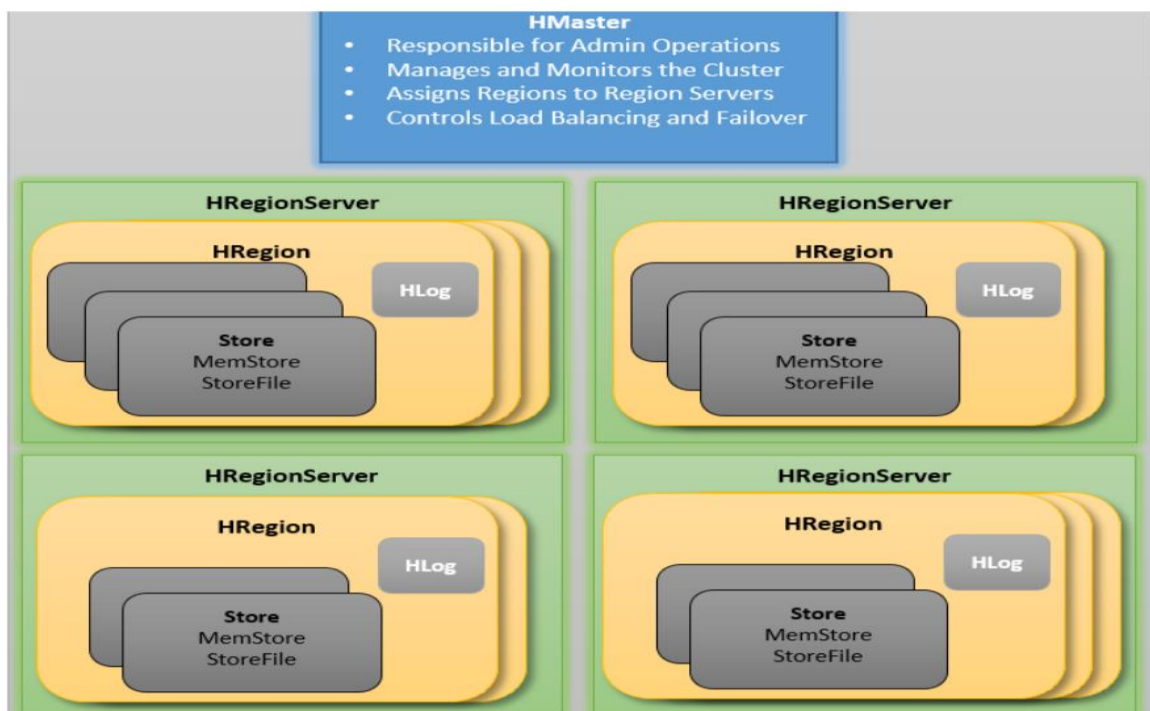 HMaster
• Responsible for Admin Operations
• Manages and Monitors the Cluster
• Assigns Regions to Region Servers
• Controls Load Balancing and Failover
HRegionServer
HRegion
HLog
Store
MemStore
StoreFile
HRegionServer
HRegion
HLog
Store
MemStore
StoreFile
HRegionServer
HRegion
HLog
Store
MemStore
StoreFile
HRegionServer
HRegion
HLog
Store
MemStore
StoreFile